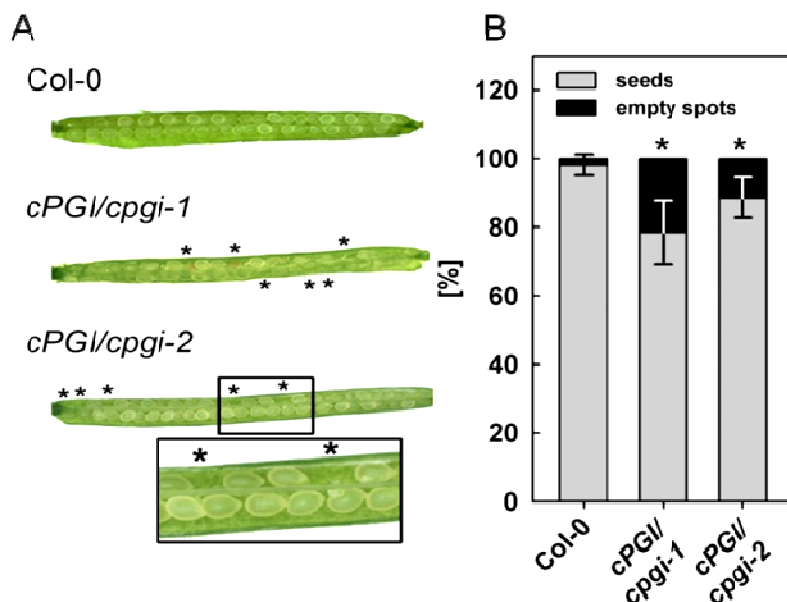 A
Col-0
cPGI/cpgi-1
* * *
* * *
cPGI/cpgi-2
* * * * *
* *
B
seeds
empty spots
* *
[%]
120
100
80
60
40
20
0
Col-0
cPGI/
cpgi-1
cPGI/
cpgi-2